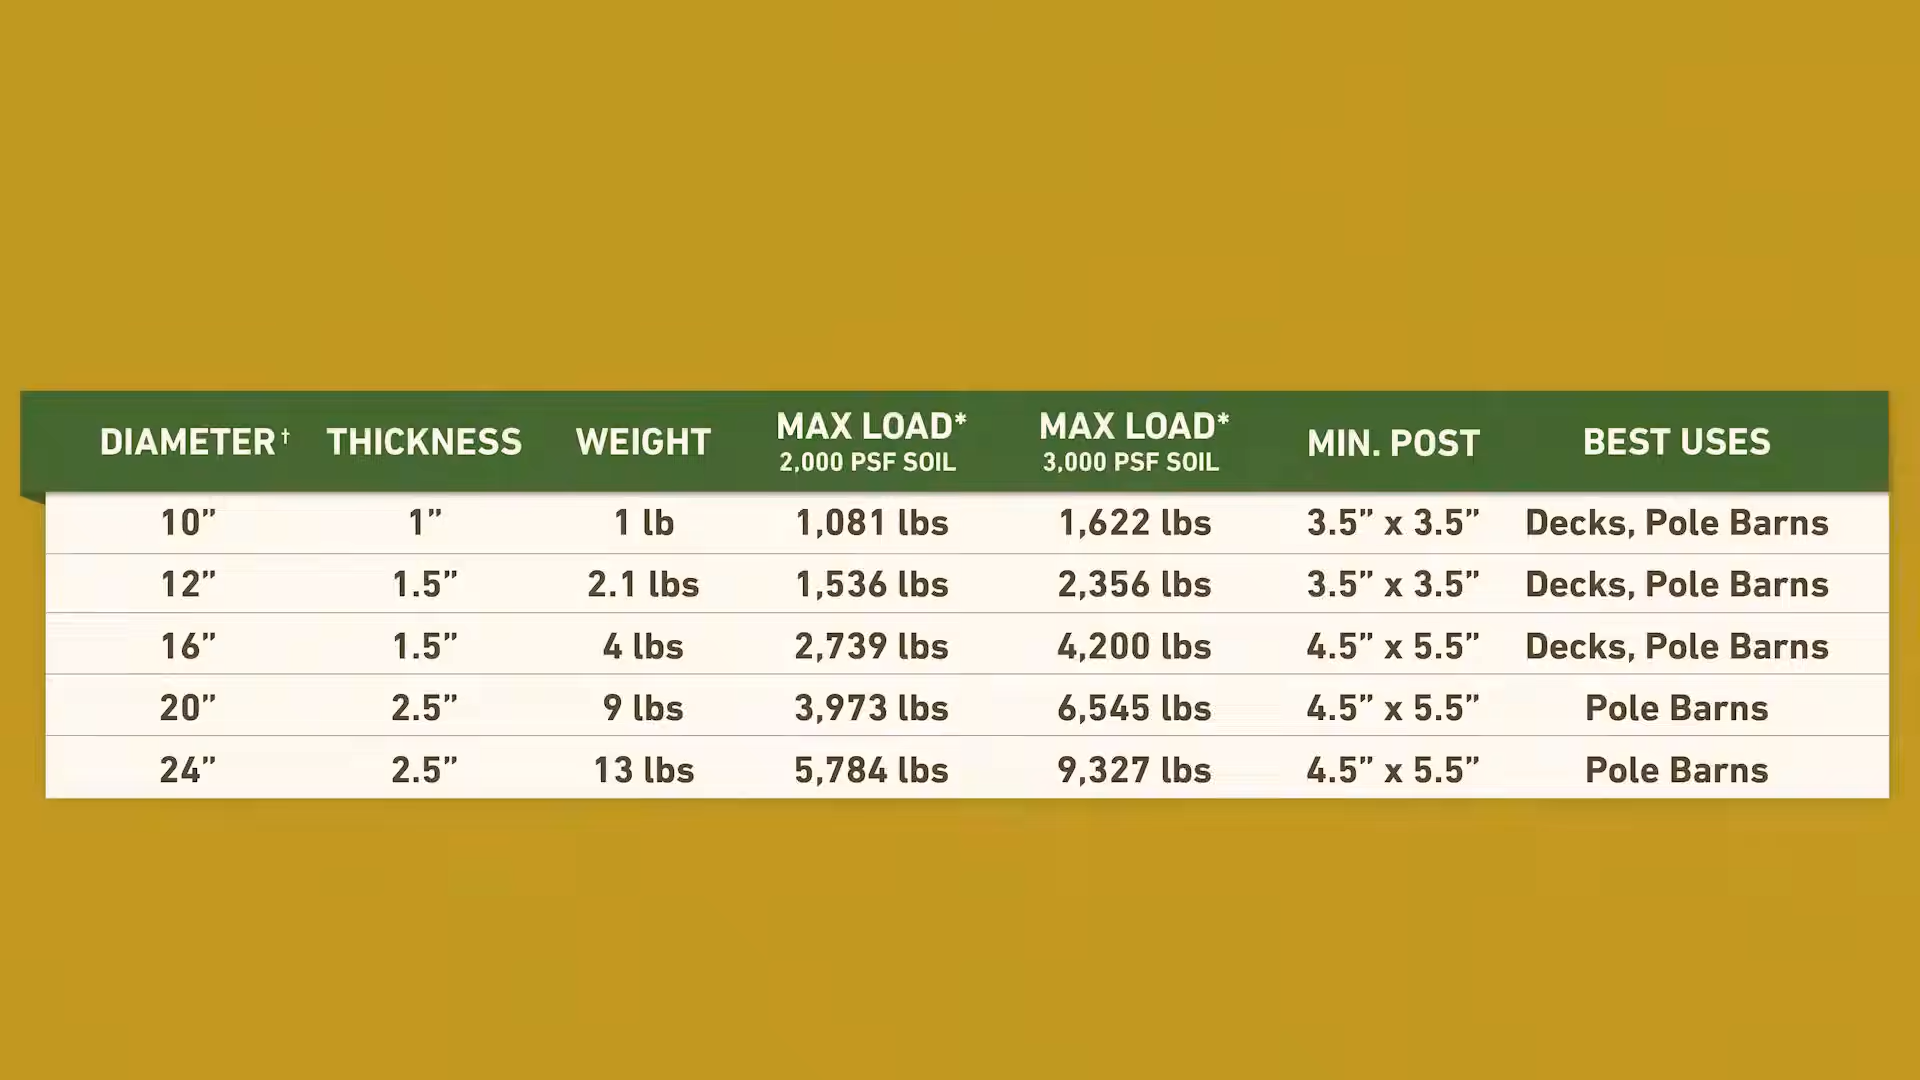 DIAMETER† THICKNESS WEIGHT MAX LOAD* MAX LOAD* MIN. POST BEST USES
2,000 PSF SOIL 3,000 PSF SOIL
10” 1” 1 lb 1,081 lbs 1,622 lbs 3.5” x 3.5” Decks, Pole Barns
12” 1.5” 2.1 lbs 1,536 lbs 2,356 lbs 3.5” x 3.5” Decks, Pole Barns
16” 1.5” 4 lbs 2,739 lbs 4,200 lbs 4.5” x 5.5” Decks, Pole Barns
20” 2.5” 9 lbs 3,973 lbs 6,545 lbs 4.5” x 5.5” Pole Barns
24” 2.5” 13 lbs 5,784 lbs 9,327 lbs 4.5” x 5.5” Pole Barns